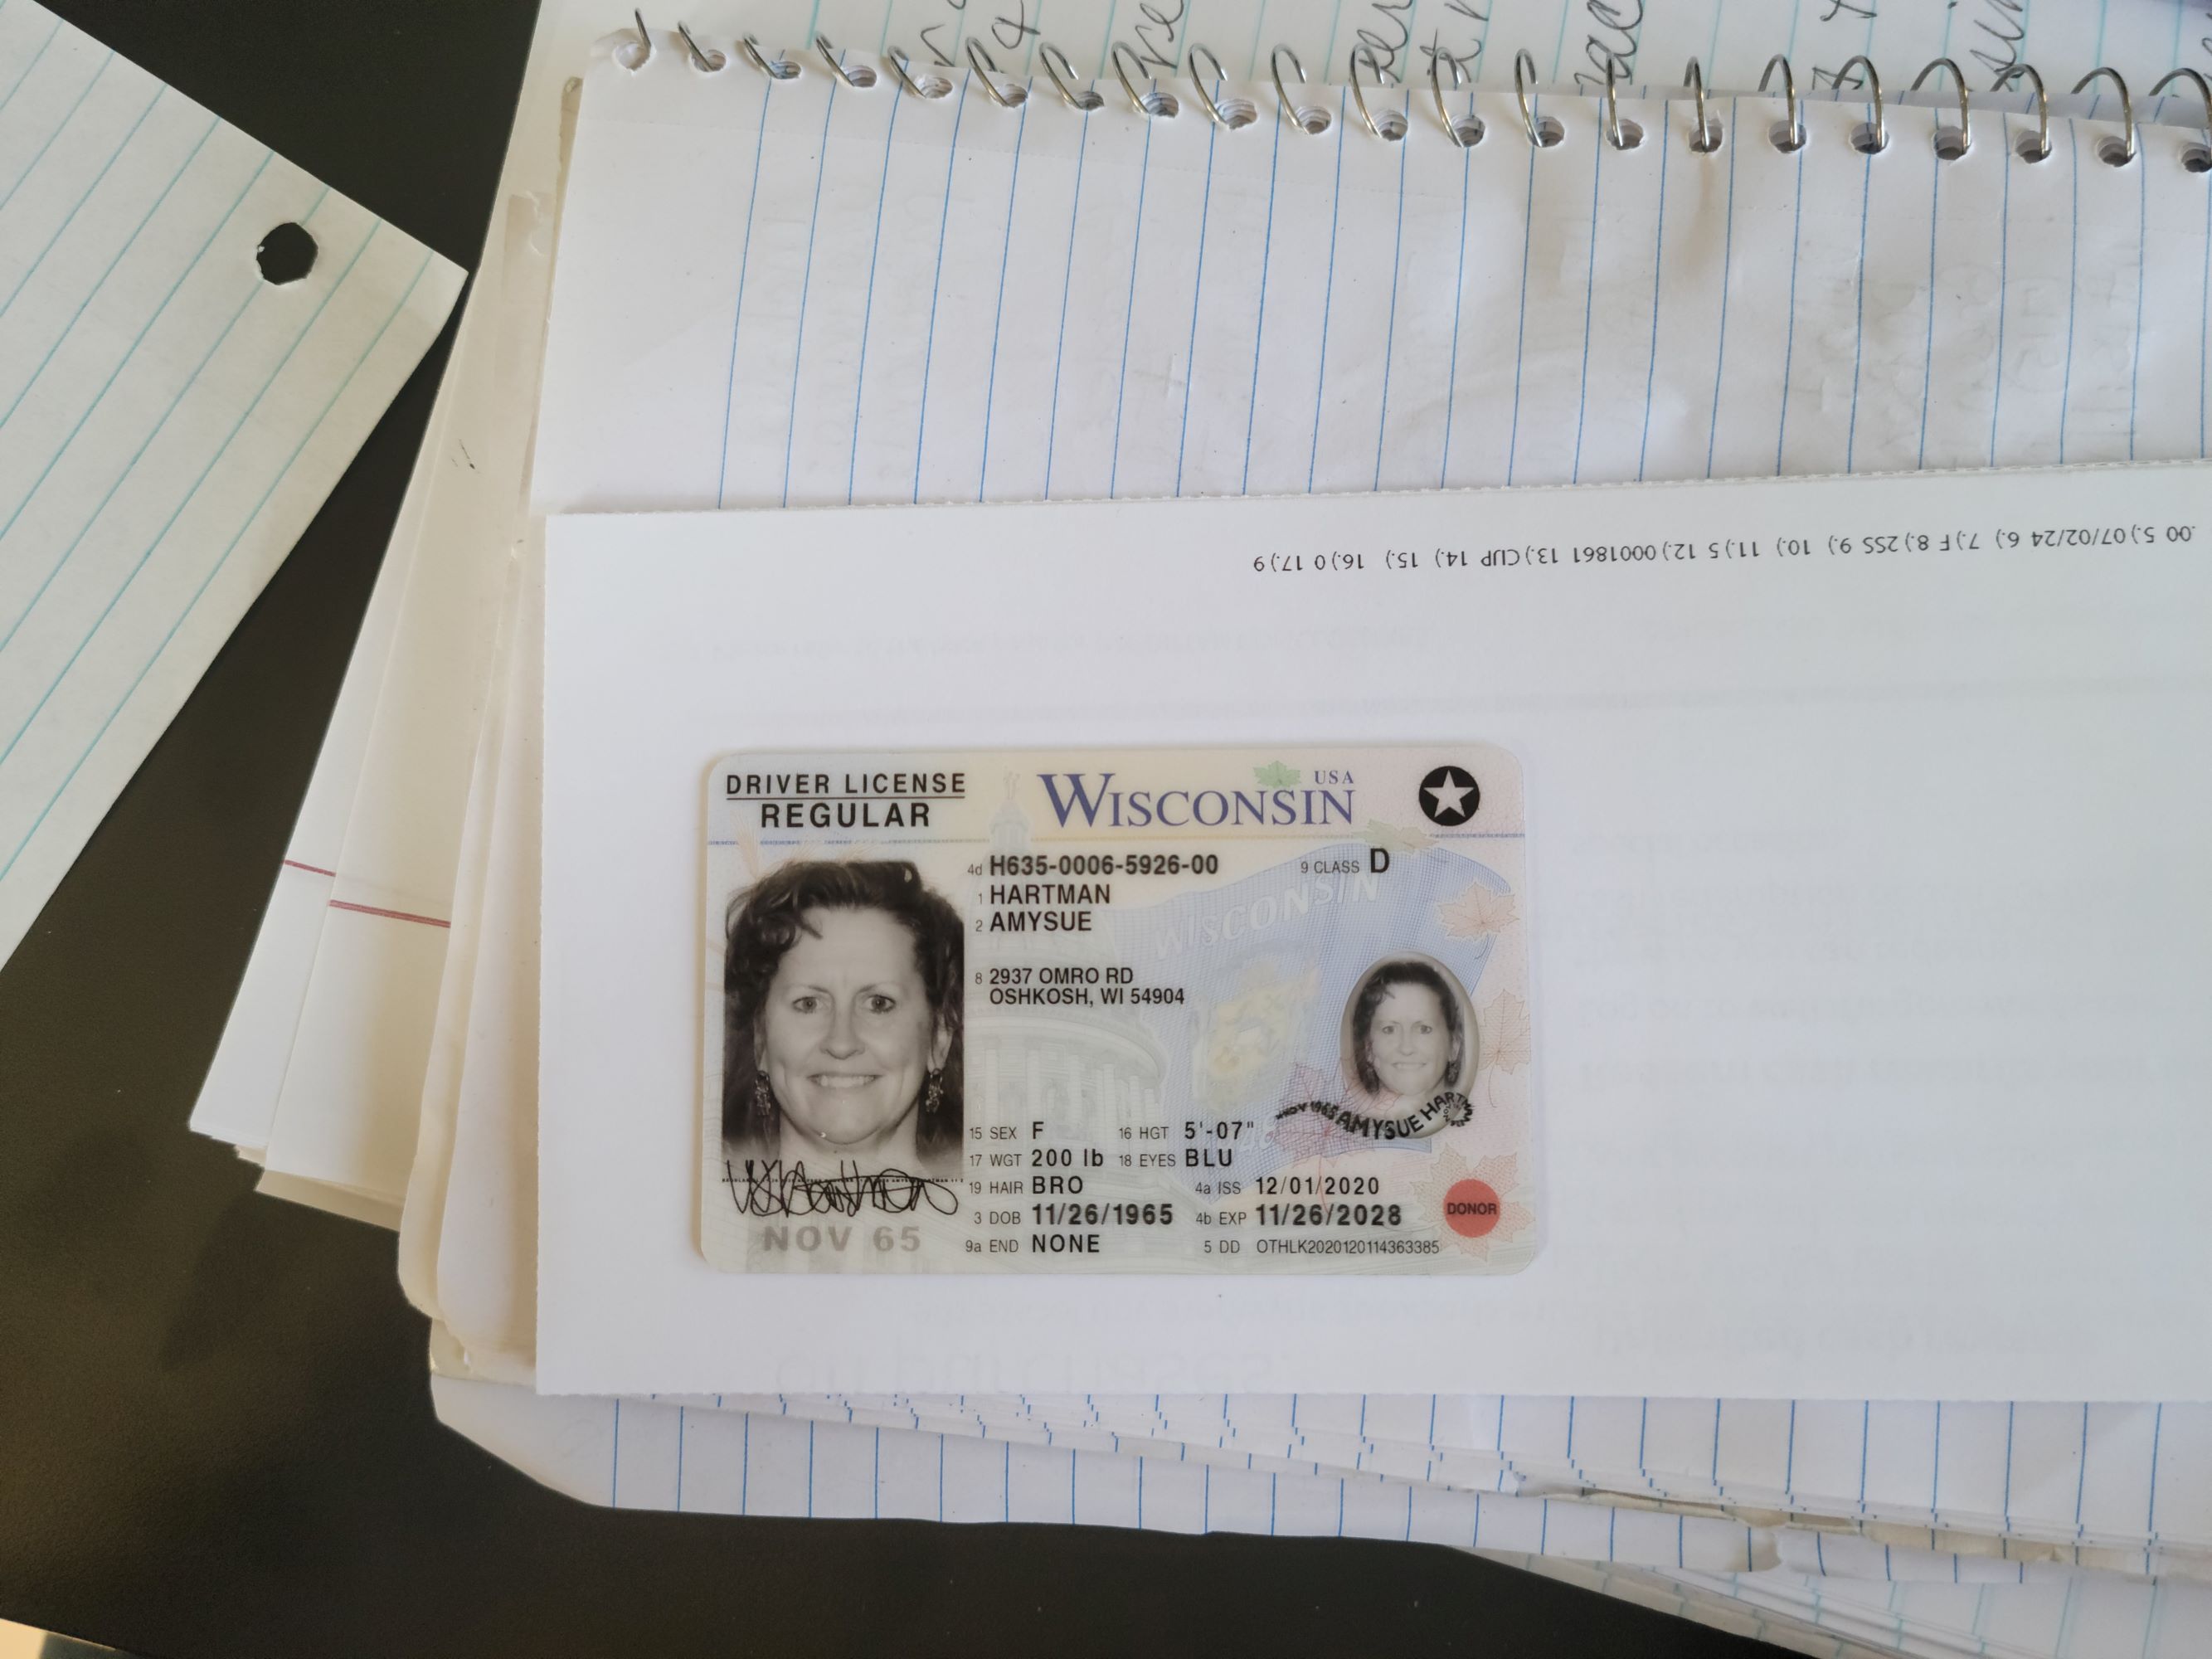 DRIVER LICENSE
REGULAR
WISCONSIN USA
4d H635-0006-5926-00 9 CLASS D
1 HARTMAN
2 AMYSUE
8 2937 OMRO RD
OSHKOSH, WI 54904
15 SEX F 16 HGT 5'-07"
17 WGT 200 lb 18 EYES BLU
19 HAIR BRO 4a ISS 12/01/2020
3 DOB 11/26/1965 4b EXP 11/26/2028
9a END NONE 5 DD OTHLK2020120114363385
NOV 65
DONOR
WISCONSIN
AMYSUE HAR
.00 5.) 07/02/24 6.) 7.) F 8.) 2SS 9.) 10.) 11.) 5 12.) 0001861 13.) CUP 14.) 15.) 16.) 0 17.) 9